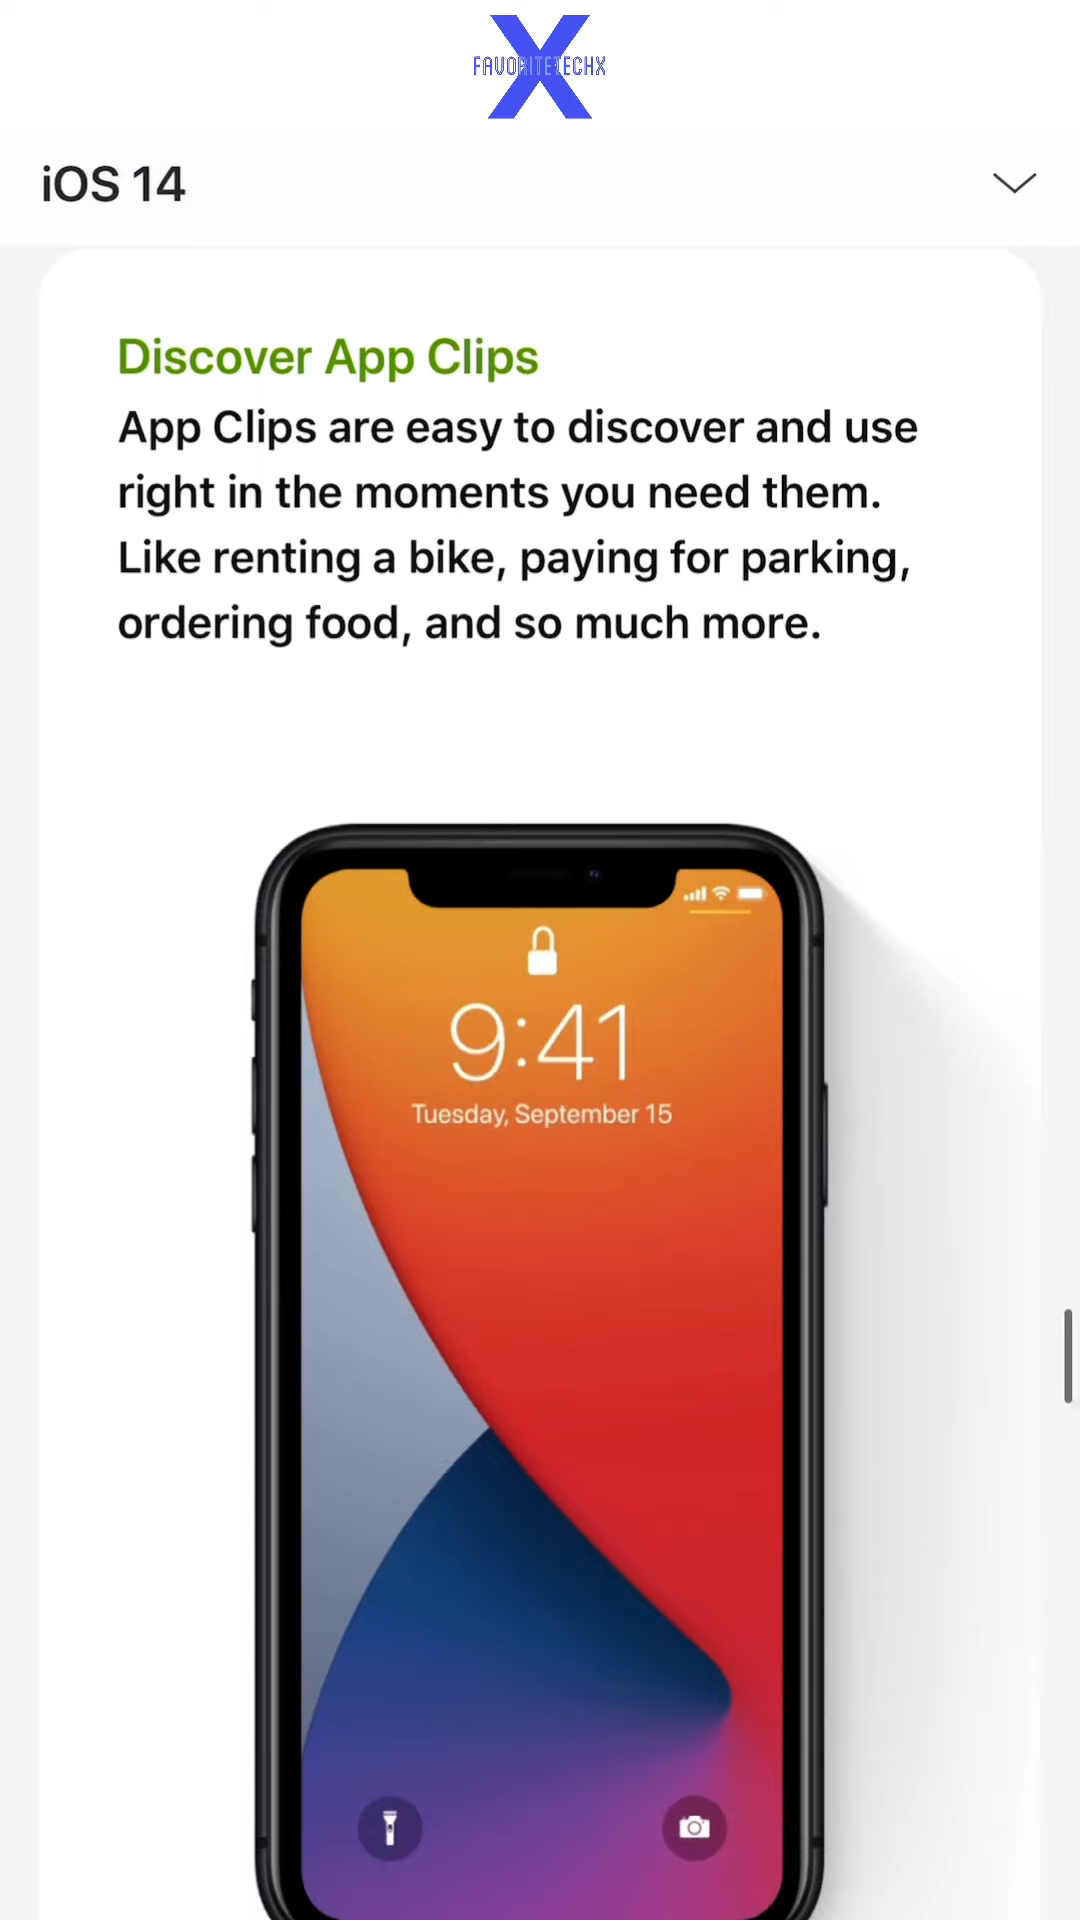 FAVORITETECHX
iOS 14
Discover App Clips
App Clips are easy to discover and use
right in the moments you need them.
Like renting a bike, paying for parking,
ordering food, and so much more.
9:41
Tuesday, September 15